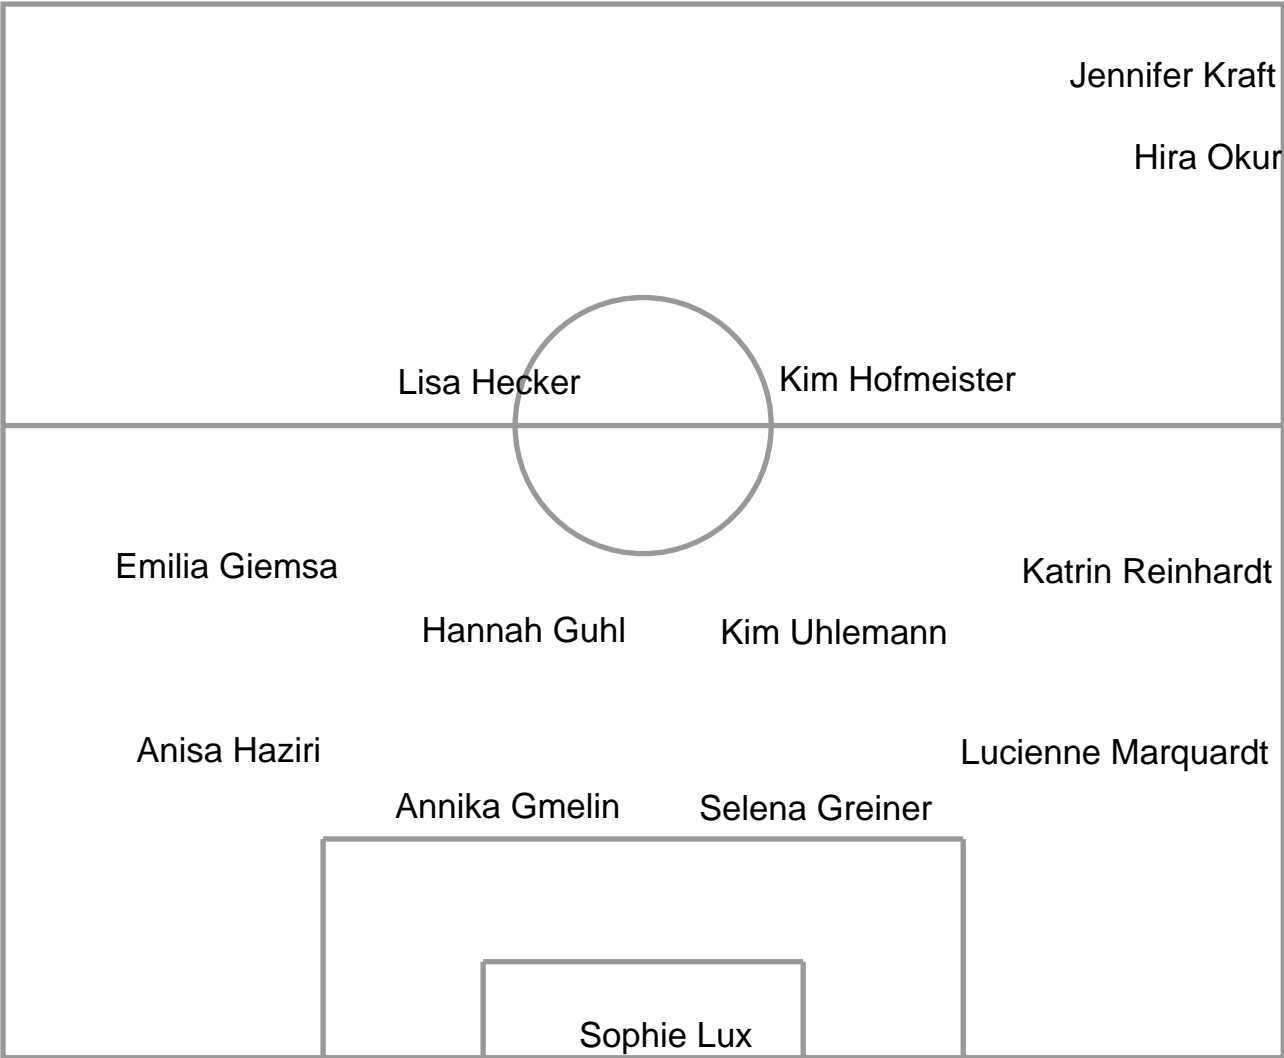 Jennifer Kraft
Hira Okur
Lisa Hecker
Kim Hofmeister
Emilia Giemsa
Katrin Reinhardt
Hannah Guhl
Kim Uhlemann
Anisa Haziri
Lucienne Marquardt
Annika Gmelin
Selena Greiner
Sophie Lux